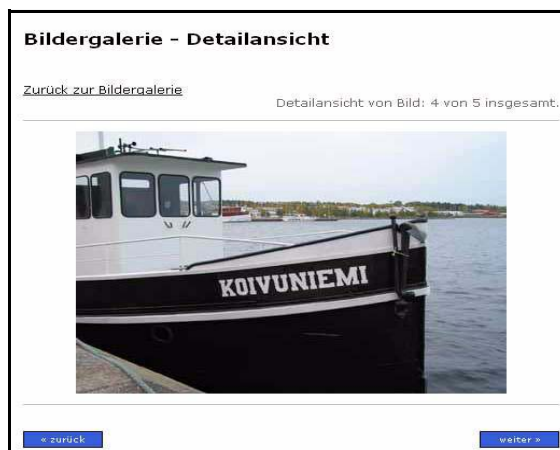 Bildergalerie - Detailansicht
Zurück zur Bildergalerie
Detailansicht von Bild: 4 von 5 insgesamt.
KOIVUNIEMI
« zurück
weiter »